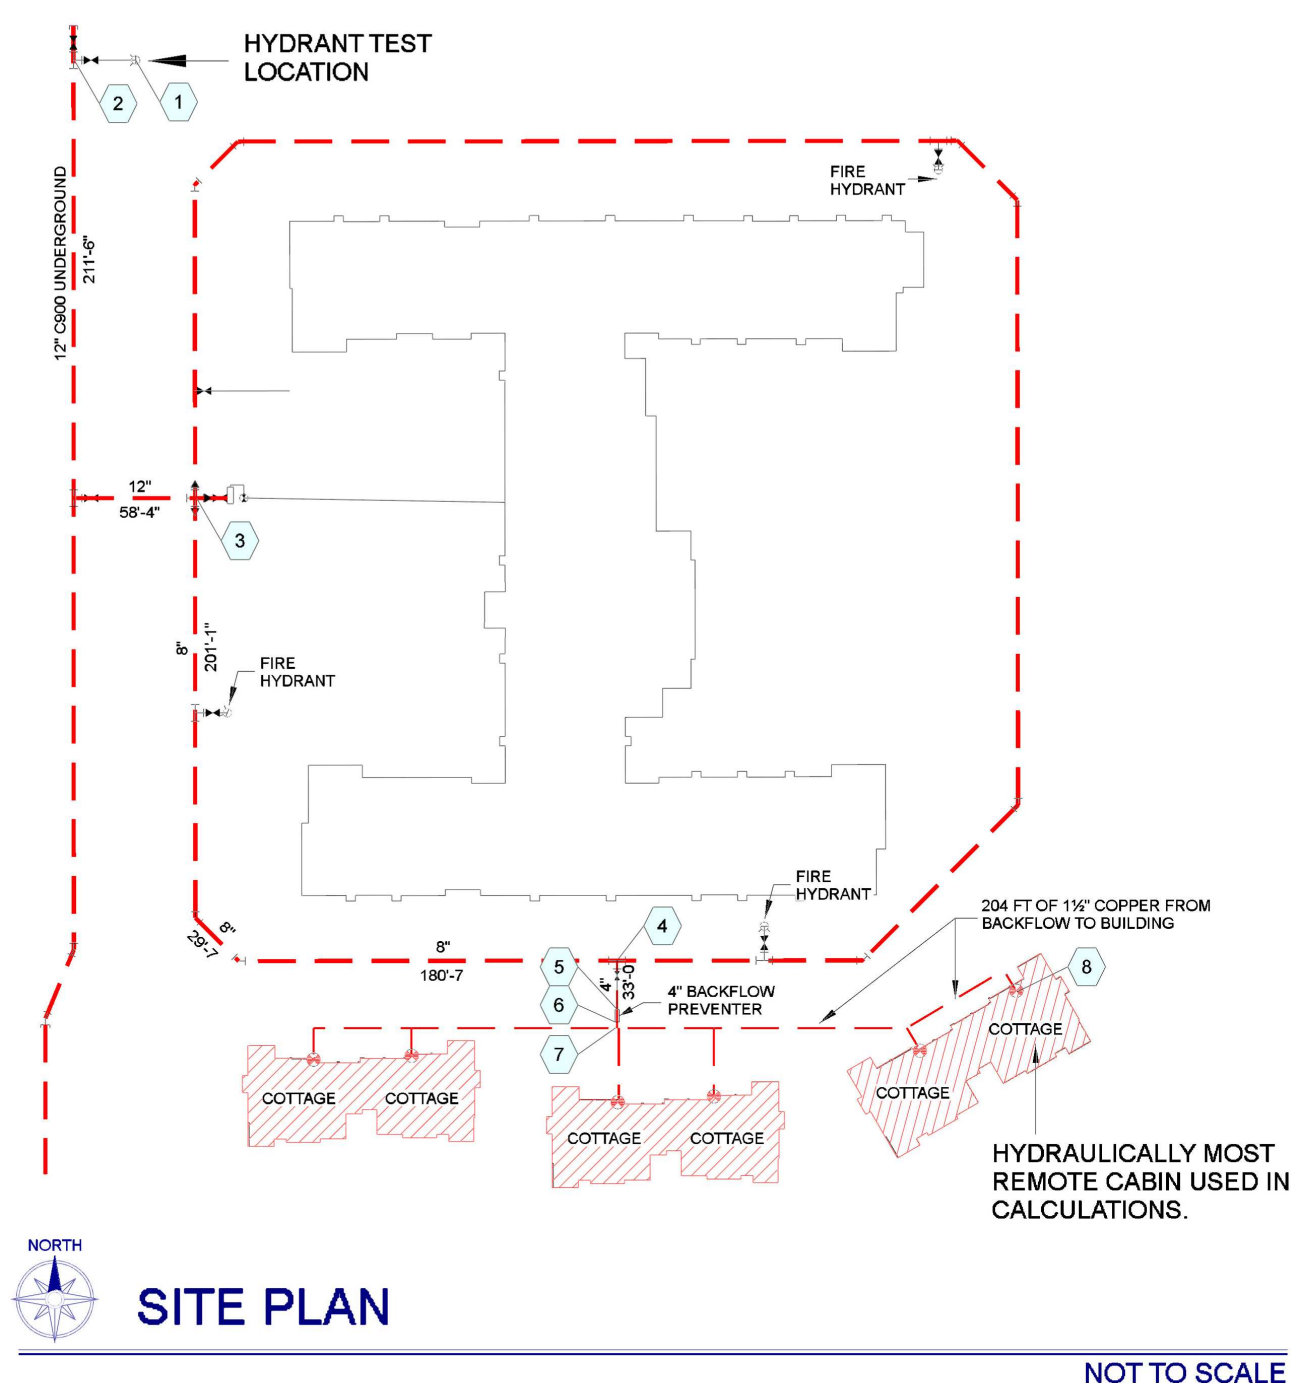 HYDRANT TEST
LOCATION
2
1
FIRE
HYDRANT
12" C900 UNDERGROUND
211'-6"
12"
58'-4"
3
8"
201'-1"
FIRE
HYDRANT
FIRE
HYDRANT
204 FT OF 1½" COPPER FROM
BACKFLOW TO BUILDING
8"
29'-7
8"
180'-7
4
5
6
7
4"
33'-0
4" BACKFLOW
PREVENTER
8
COTTAGE
COTTAGE
COTTAGE
COTTAGE
COTTAGE
COTTAGE
HYDRAULICALLY MOST
REMOTE CABIN USED IN
CALCULATIONS.
NORTH
SITE PLAN
NOT TO SCALE